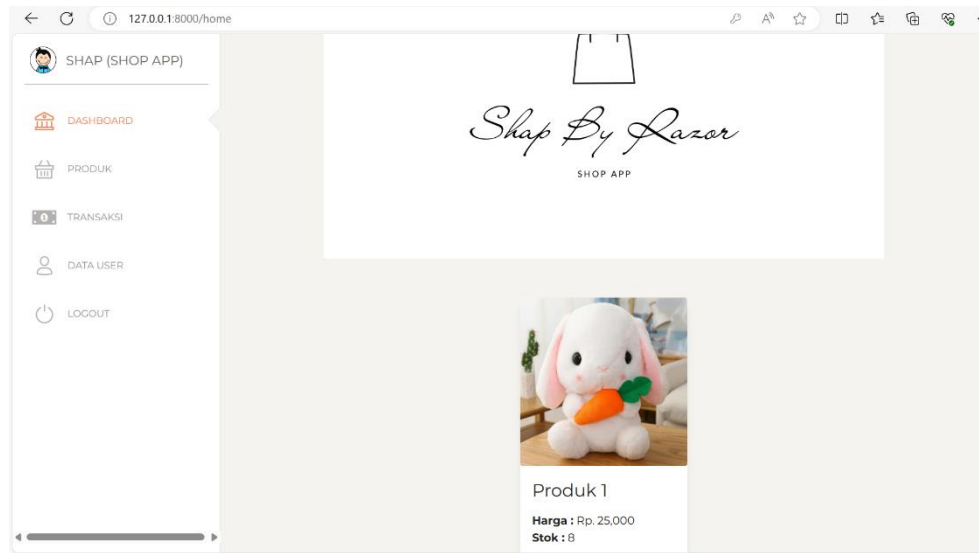 127.0.0.1:8000/home
SHAP (SHOP APP)
DASHBOARD
PRODUK
TRANSAKSI
DATA USER
LOGOUT
Shap By Razor
SHOP APP
Produk 1
Harga : Rp. 25,000
Stok : 8